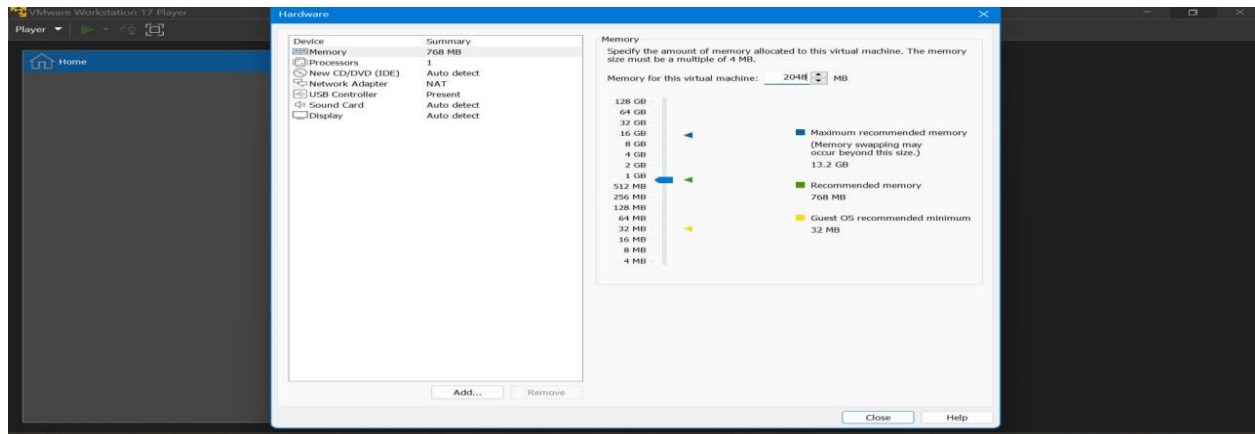 VMware Workstation 17 Player
Player
Home
Hardware
Device Summary
Memory 768 MB
Processors 1
New CD/DVD (IDE) Auto detect
Network Adapter NAT
USB Controller Present
Sound Card Auto detect
Display Auto detect
Add... Remove
Memory
Specify the amount of memory allocated to this virtual machine. The memory
size must be a multiple of 4 MB.
Memory for this virtual machine: 2048 MB
128 GB
64 GB
32 GB
16 GB
8 GB
4 GB
2 GB
1 GB
512 MB
256 MB
128 MB
64 MB
32 MB
16 MB
8 MB
4 MB
Maximum recommended memory
(Memory swapping may
occur beyond this size.)
13.2 GB
Recommended memory
768 MB
Guest OS recommended minimum
32 MB
Close Help